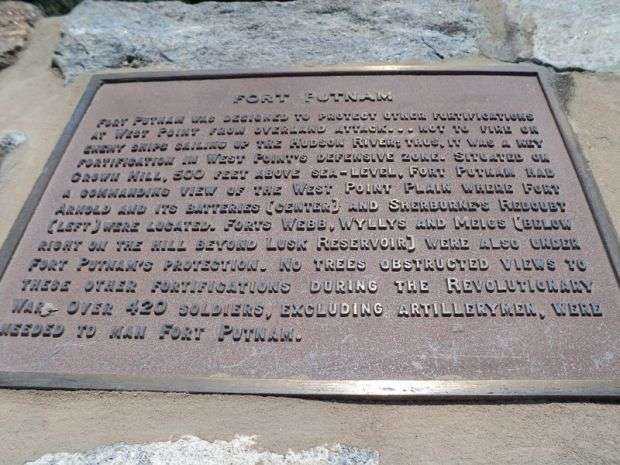 FORT PUTNAM
FORT PUTNAM WAS DESIGNED TO PROTECT OTHER FORTIFICATIONS
AT WEST POINT FROM OVERLAND ATTACK... NOT TO FIRE ON
ENEMY SHIPS SAILING UP THE HUDSON RIVER; THUS, IT WAS A KEY
FORTIFICATION IN WEST POINT'S DEFENSIVE ZONE. SITUATED ON
CROWN HILL, 500 FEET ABOVE SEA-LEVEL, FORT PUTNAM HAD
A COMMANDING VIEW OF THE WEST POINT PLAIN WHERE FORT
ARNOLD AND ITS BATTERIES (CENTER) AND SHERBURNE'S REDOUBT
(LEFT) WERE LOCATED. FORTS WEBB, WYLLYS AND MEIGS (BELOW
RIGHT ON THE HILL BEYOND LUSK RESERVOIR) WERE ALSO UNDER
FORT PUTNAM'S PROTECTION. NO TREES OBSTRUCTED VIEWS TO
THESE OTHER FORTIFICATIONS DURING THE REVOLUTIONARY
WAR. OVER 420 SOLDIERS, EXCLUDING ARTILLERYMEN, WERE
NEEDED TO MAN FORT PUTNAM.